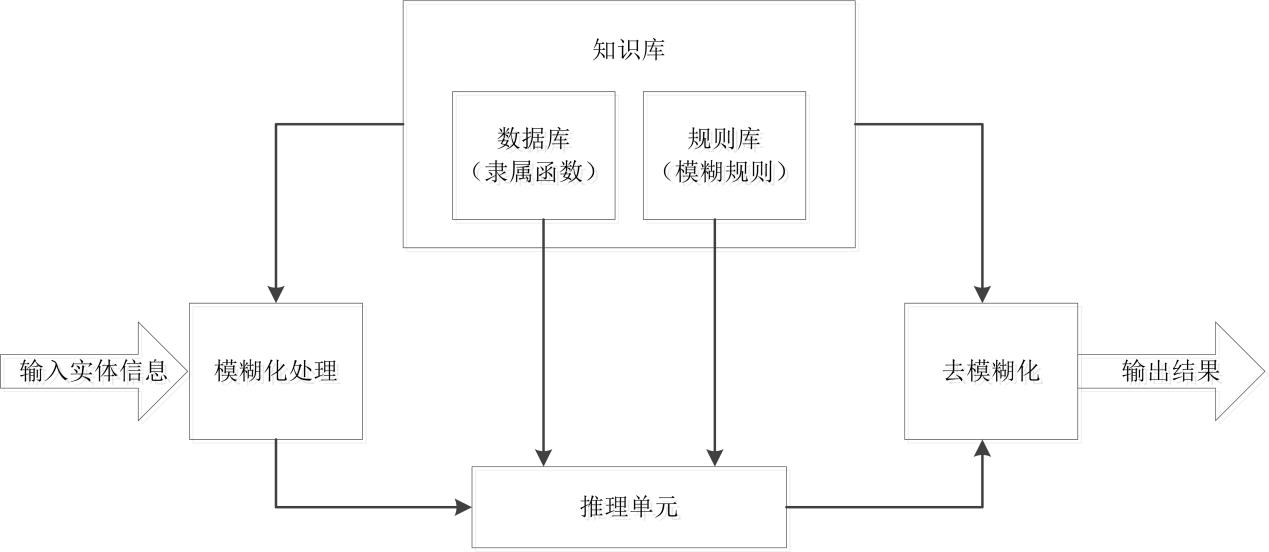 知识库
数据库
（隶属函数）
规则库
（模糊规则）
输入实体信息
模糊化处理
去模糊化
输出结果
推理单元